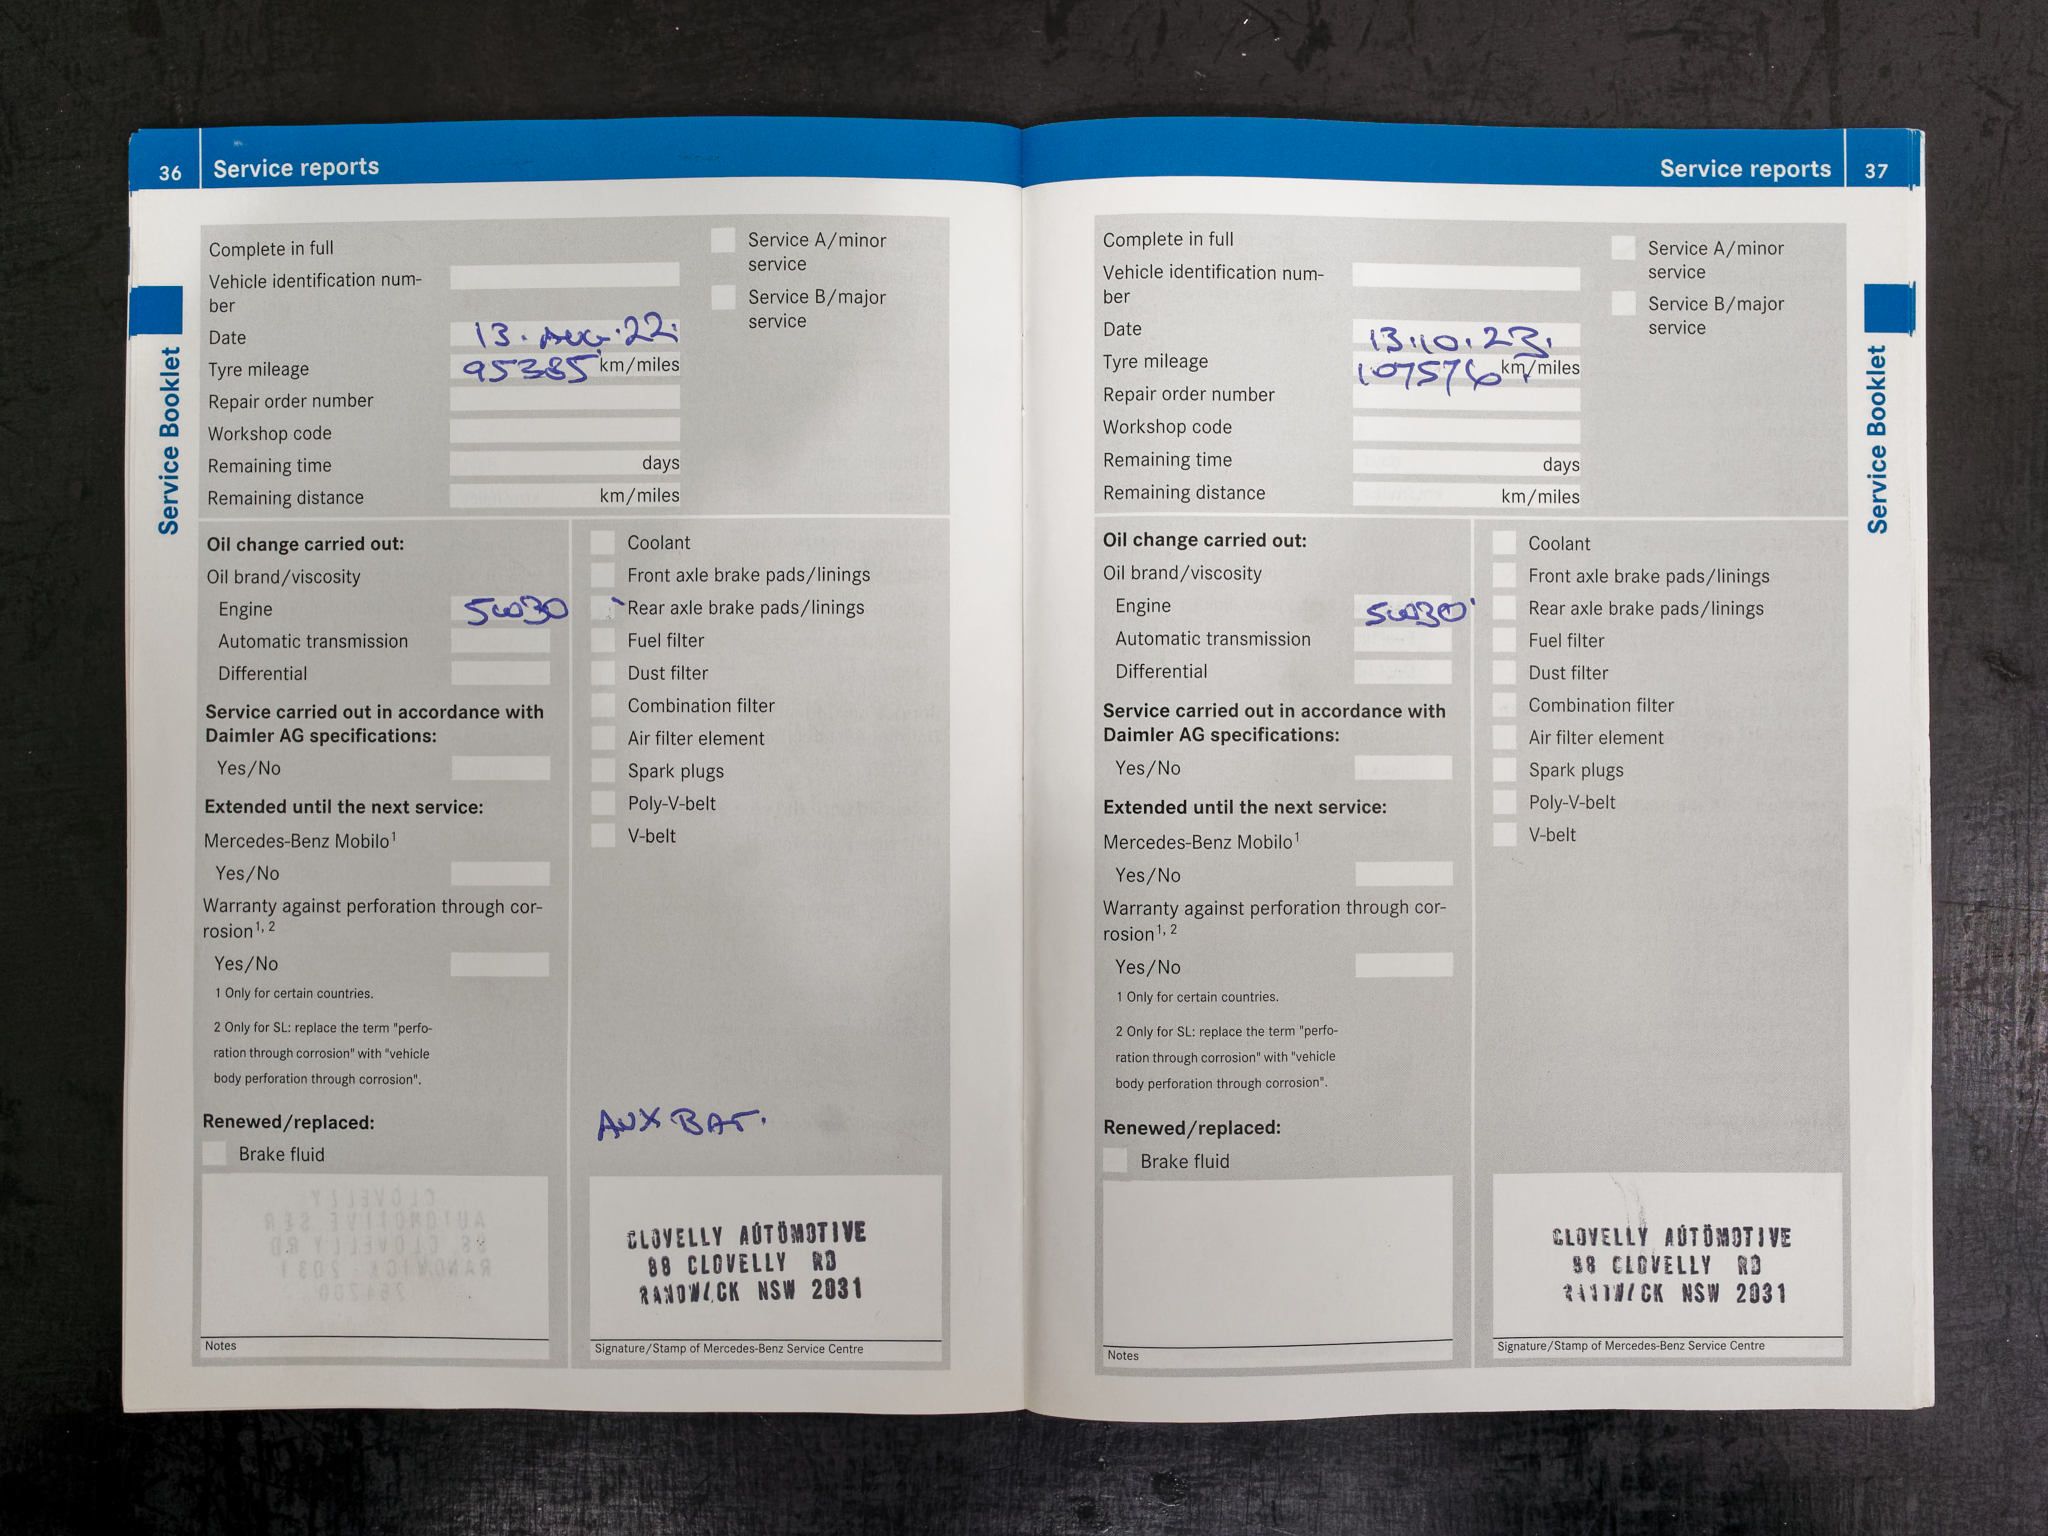 36 Service reports
Service Booklet
Complete in full
Vehicle identification num-
ber
Date 13. AUG. 22.
Tyre mileage 95385 km/miles
Repair order number
Workshop code
Remaining time days
Remaining distance km/miles
Service A/minor
service
Service B/major
service
Oil change carried out:
Oil brand/viscosity
Engine 5W30
Automatic transmission
Differential
Service carried out in accordance with
Daimler AG specifications:
Yes/No
Extended until the next service:
Mercedes-Benz Mobilo1
Yes/No
Warranty against perforation through cor-
rosion1, 2
Yes/No
1 Only for certain countries.
2 Only for SL: replace the term "perfo-
ration through corrosion" with "vehicle
body perforation through corrosion".
Renewed/replaced:
Brake fluid
Notes
Coolant
Front axle brake pads/linings
Rear axle brake pads/linings
Fuel filter
Dust filter
Combination filter
Air filter element
Spark plugs
Poly-V-belt
V-belt
AUX BAT.
CLOVELLY AUTOMOTIVE
88 CLOVELLY RD
RANDWICK NSW 2031
Signature/Stamp of Mercedes-Benz Service Centre
Service reports 37
Service Booklet
Complete in full
Vehicle identification num-
ber
Date 13.10.23.
Tyre mileage 107576 km/miles
Repair order number
Workshop code
Remaining time days
Remaining distance km/miles
Service A/minor
service
Service B/major
service
Oil change carried out:
Oil brand/viscosity
Engine 5W30
Automatic transmission
Differential
Service carried out in accordance with
Daimler AG specifications:
Yes/No
Extended until the next service:
Mercedes-Benz Mobilo1
Yes/No
Warranty against perforation through cor-
rosion1, 2
Yes/No
1 Only for certain countries.
2 Only for SL: replace the term "perfo-
ration through corrosion" with "vehicle
body perforation through corrosion".
Renewed/replaced:
Brake fluid
Notes
Coolant
Front axle brake pads/linings
Rear axle brake pads/linings
Fuel filter
Dust filter
Combination filter
Air filter element
Spark plugs
Poly-V-belt
V-belt
CLOVELLY AUTOMOTIVE
88 CLOVELLY RD
RANDWICK NSW 2031
Signature/Stamp of Mercedes-Benz Service Centre